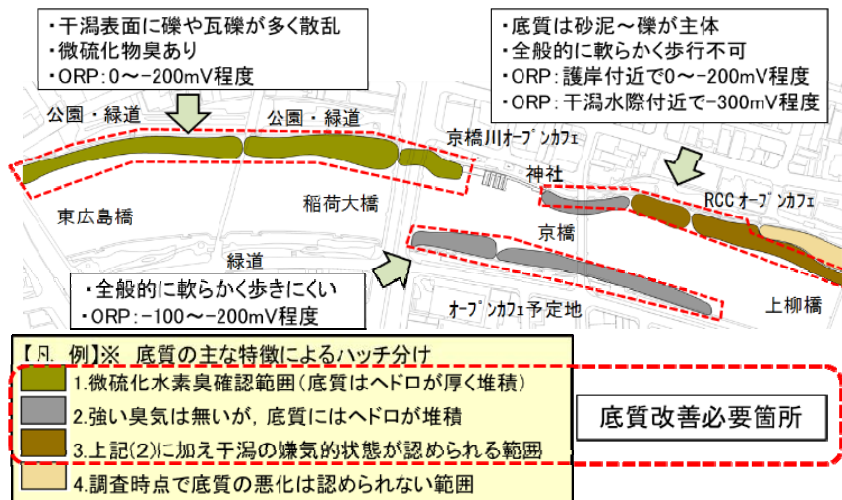 ・干潟表面に礫や瓦礫が多く散乱
・微硫化物臭あり
・ORP:0～−200mV程度
・底質は砂泥～礫が主体
・全般的に軟らかく歩行不可
・ORP:護岸付近で0～−200mV程度
・ORP:干潟水際付近で−300mV程度
公園・緑道
公園・緑道
京橋川オープンカフェ
神社
RCCオープンカフェ
東広島橋
稲荷大橋
京橋
緑道
上柳橋
オープンカフェ予定地
・全般的に軟らかく歩きにくい
・ORP:−100～−200mV程度
【凡　例】※　底質の主な特徴によるハッチ分け
1.微硫化水素臭確認範囲(底質はヘドロが厚く堆積)
2.強い臭気は無いが，底質にはヘドロが堆積
3.上記(2)に加え干潟の嫌気的状態が認められる範囲
4.調査時点で底質の悪化は認められない範囲
底質改善必要箇所